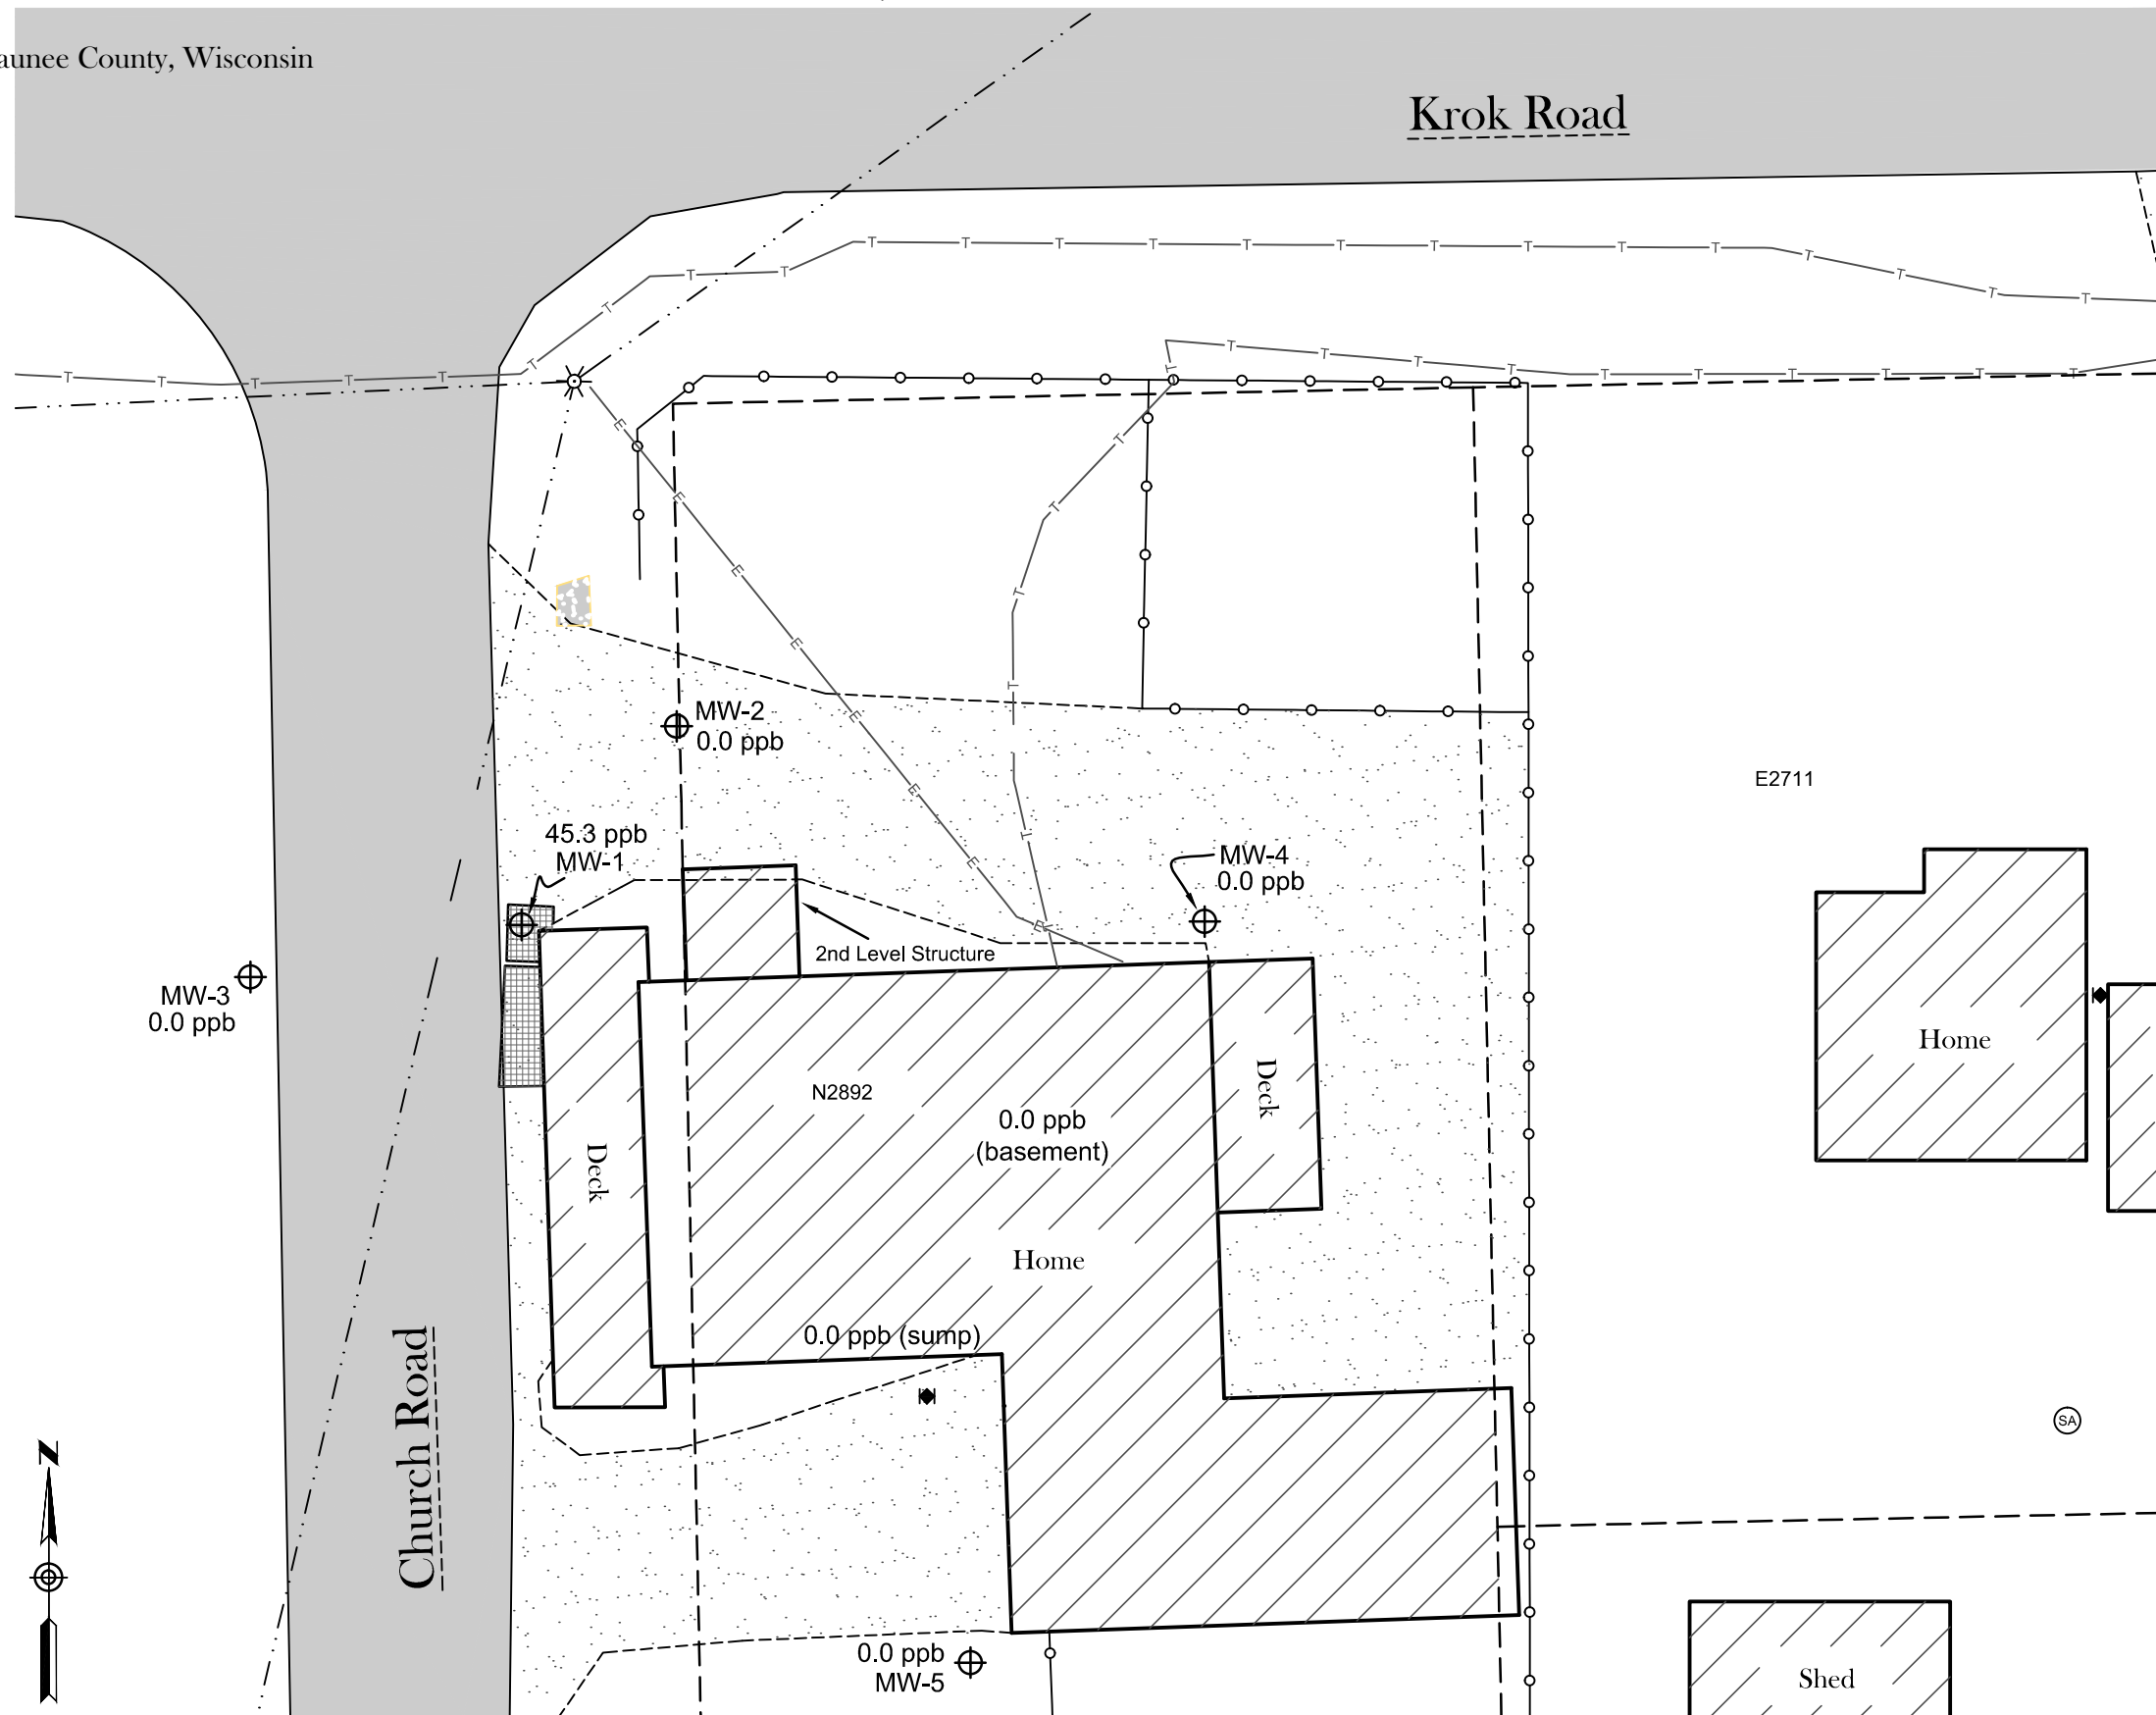 aunee County, Wisconsin
Krok Road
MW-2
0.0 ppb
E2711
45.3 ppb
MW-1
MW-4
0.0 ppb
2nd Level Structure
MW-3
0.0 ppb
Home
N2892
Deck
0.0 ppb
(basement)
Deck
Home
0.0 ppb (sump)
Church Road
SA
N
0.0 ppb
MW-5
Shed